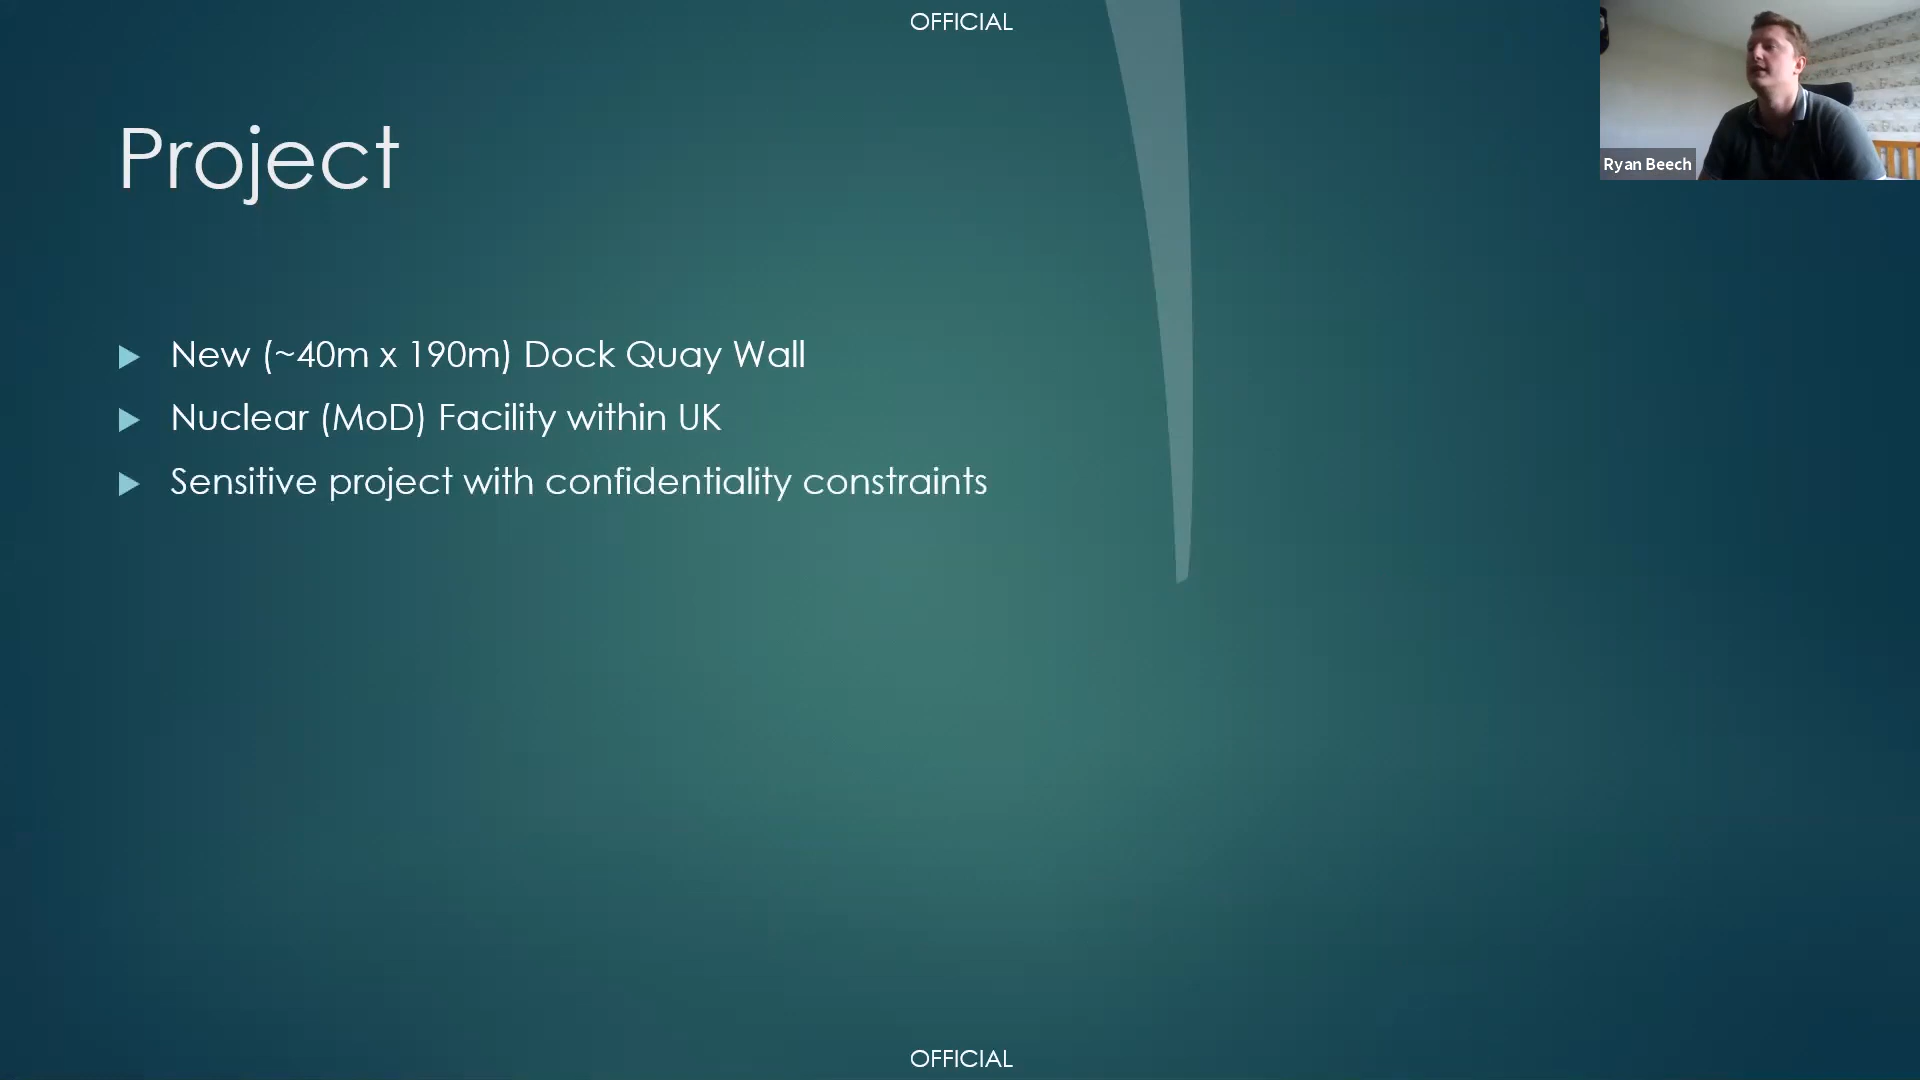 OFFICIAL
Project
New (~40m x 190m) Dock Quay Wall
Nuclear (MoD) Facility within UK
Sensitive project with confidentiality constraints
Ryan Beech
OFFICIAL